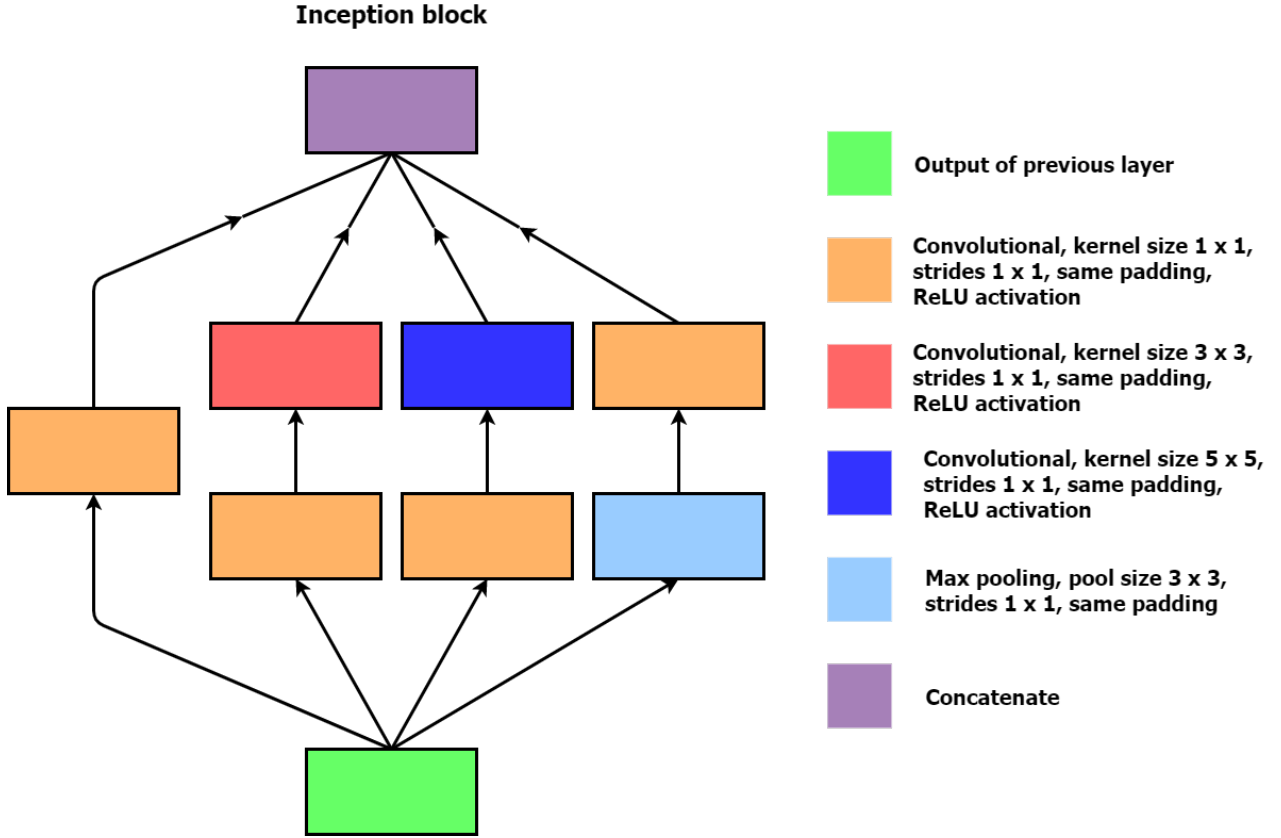 Inception block
Output of previous layer
Convolutional, kernel size 1 x 1,
strides 1 x 1, same padding,
ReLU activation
Convolutional, kernel size 3 x 3,
strides 1 x 1, same padding,
ReLU activation
Convolutional, kernel size 5 x 5,
strides 1 x 1, same padding,
ReLU activation
Max pooling, pool size 3 x 3,
strides 1 x 1, same padding
Concatenate